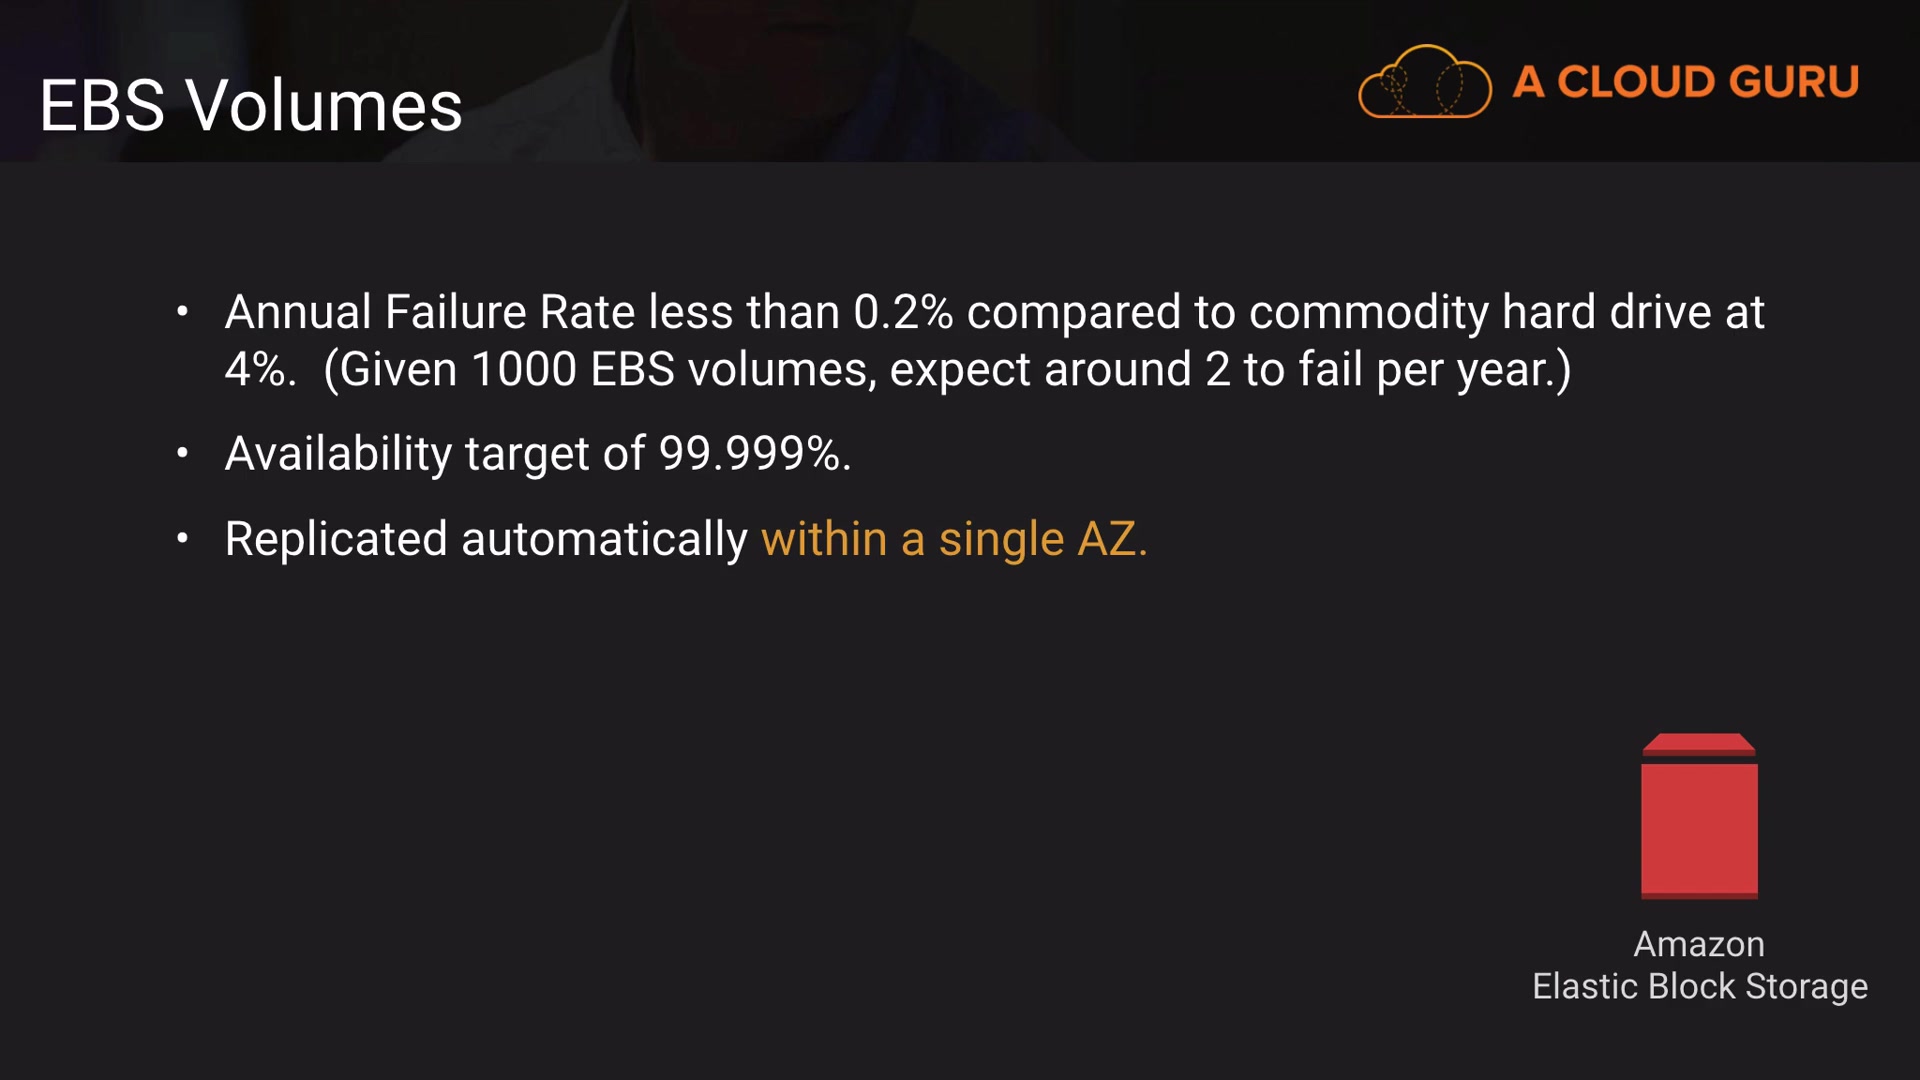 EBS Volumes
A CLOUD GURU
• Annual Failure Rate less than 0.2% compared to commodity hard drive at
4%.  (Given 1000 EBS volumes, expect around 2 to fail per year.)
• Availability target of 99.999%.
• Replicated automatically within a single AZ.
Amazon
Elastic Block Storage